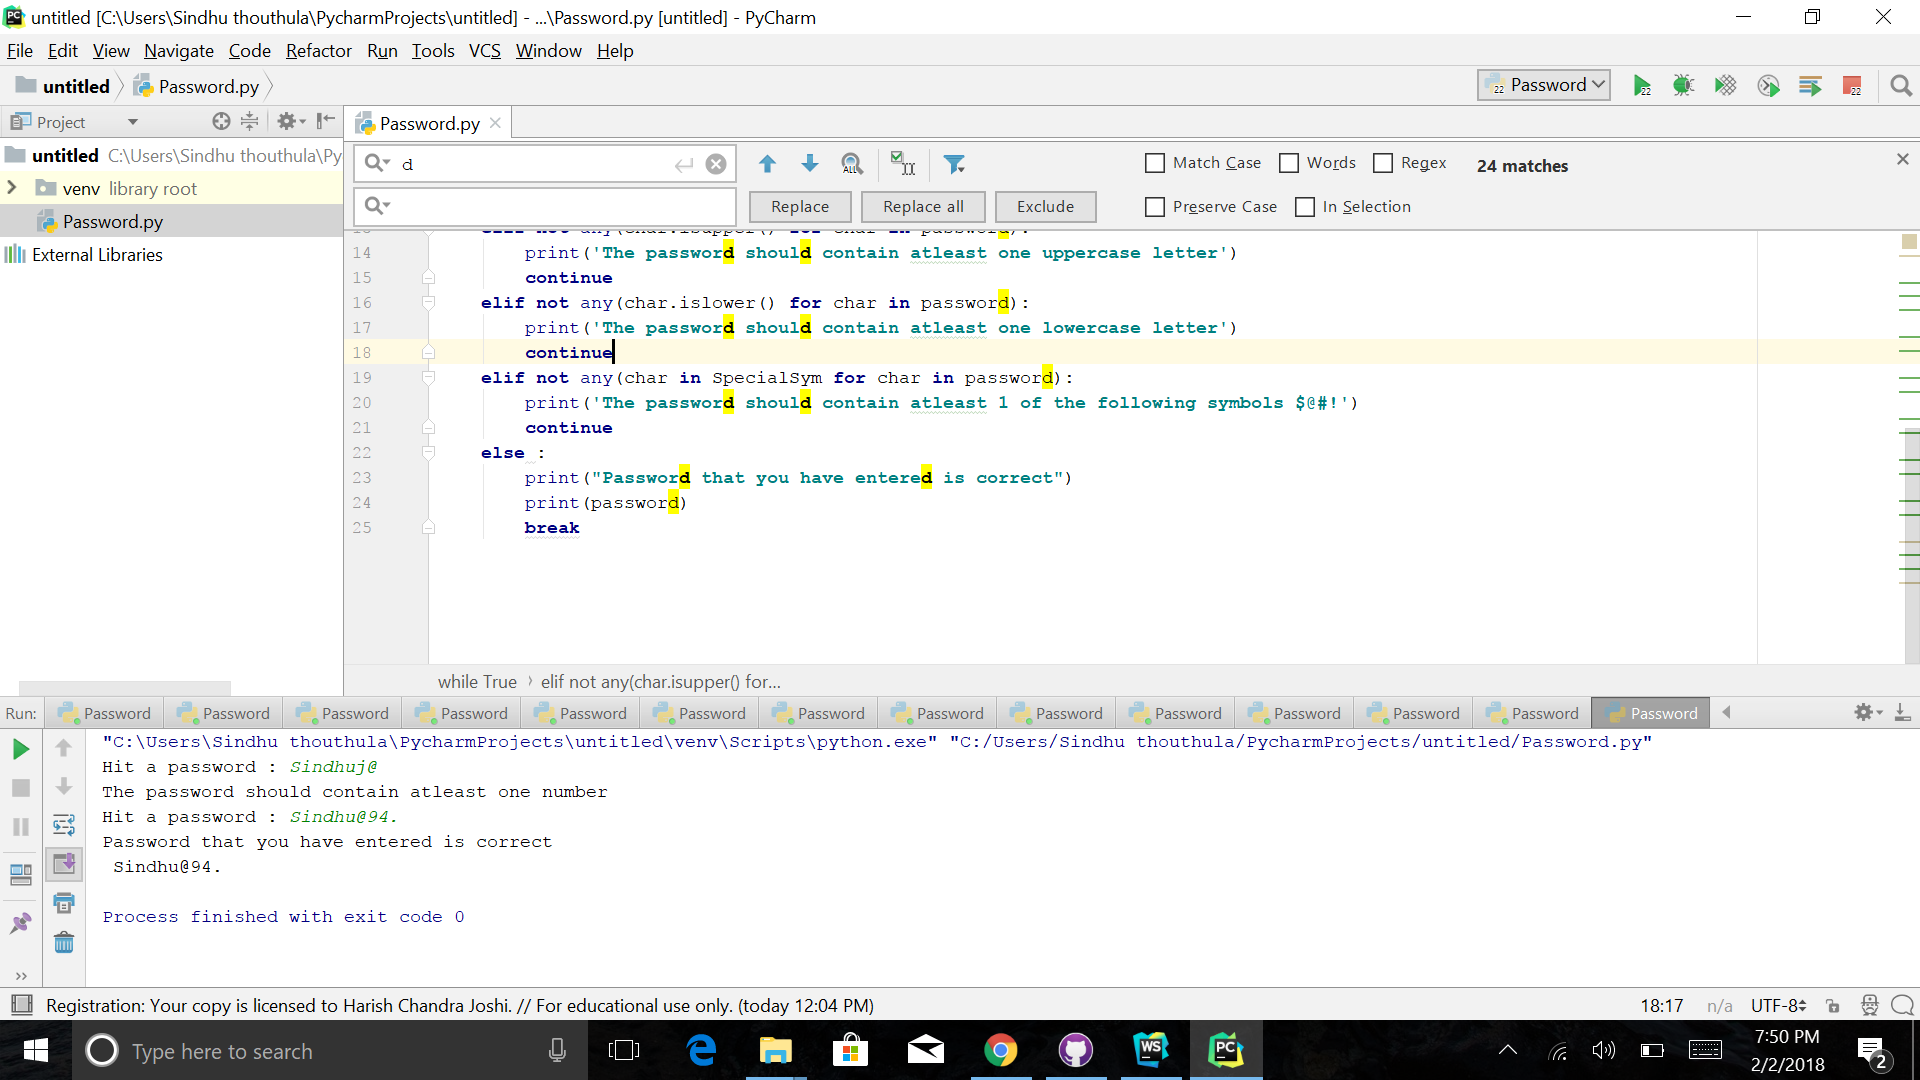 untitled [C:\Users\Sindhu thouthula\PycharmProjects\untitled] - ...\Password.py [untitled] - PyCharm
File Edit View Navigate Code Refactor Run Tools VCS Window Help
untitled Password.py Password
Project Password.py
untitled C:\Users\Sindhu thouthula\Py
venv library root
Password.py
External Libraries
d Match Case Words Regex 24 matches
Replace Replace all Exclude Preserve Case In Selection
elif not any(char.isupper() for char in password):
14 print('The password should contain atleast one uppercase letter')
15 continue
16 elif not any(char.islower() for char in password):
17 print('The password should contain atleast one lowercase letter')
18 continue
19 elif not any(char in SpecialSym for char in password):
20 print('The password should contain atleast 1 of the following symbols $@#!')
21 continue
22 else :
23 print("Password that you have entered is correct")
24 print(password)
25 break
while True elif not any(char.isupper() for...
Run: Password Password Password Password Password Password Password Password Password Password Password Password Password Password
"C:\Users\Sindhu thouthula\PycharmProjects\untitled\venv\Scripts\python.exe" "C:/Users/Sindhu thouthula/PycharmProjects/untitled/Password.py"
Hit a password : Sindhuj@
The password should contain atleast one number
Hit a password : Sindhu@94.
Password that you have entered is correct
Sindhu@94.
Process finished with exit code 0
Registration: Your copy is licensed to Harish Chandra Joshi. // For educational use only. (today 12:04 PM) 18:17 n/a UTF-8
Type here to search
7:50 PM
2/2/2018
2